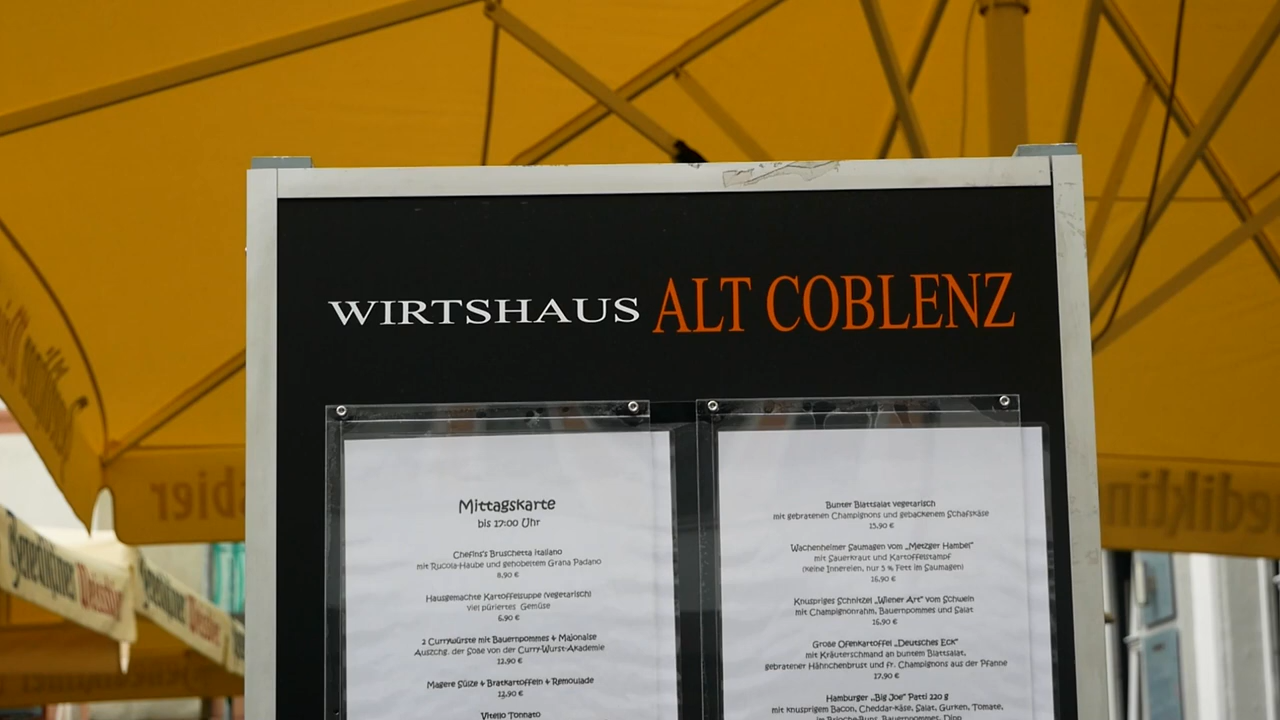 WIRTSHAUS ALT COBLENZ
Mittagskarte
bis 17:00 Uhr
Chefins's Bruschetta Italiano
mit Rucola-Haube und gehobeltem Grana Padano
8,90 €
Hausgemachte Kartoffelsuppe (vegetarisch)
viel püriertes Gemüse
6,90 €
2 Currywürste mit Bauernpommes & Majonaise
Auszchg. der Soße von der Curry-Wurst-Akademie
12,90 €
Magere Sülze & Bratkartoffeln & Remoulade
13,90 €
Vitello Tonnato
Bunter Blattsalat vegetarisch
mit gebratenen Champignons und gebackenem Schafskäse
15,90 €
Wachenheimer Saumagen vom „Metzger Hambel"
mit Sauerkraut und Kartoffelstampf
(keine Innereien, nur 5 % Fett im Saumagen)
16,90 €
Knuspriges Schnitzel „Wiener Art" vom Schwein
mit Champignonrahm, Bauernpommes und Salat
16,90 €
Große Ofenkartoffel „Deutsches Eck"
mit Kräuterschmand an buntem Blattsalat,
gebratener Hähnchenbrust und fr. Champignons aus der Pfanne
17,90 €
Hamburger „Big Joe" Patti 220 g
mit knusprigem Bacon, Cheddar-Käse, Salat, Gurken, Tomate,
im Brioche-Buns, Bauernpommes, Dipp